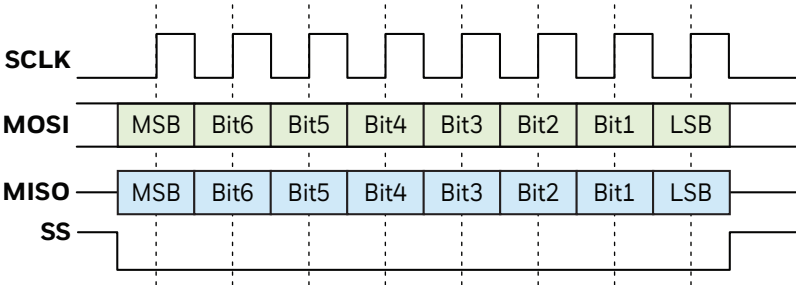 SCLK
MOSI MSB Bit6 Bit5 Bit4 Bit3 Bit2 Bit1 LSB
MISO MSB Bit6 Bit5 Bit4 Bit3 Bit2 Bit1 LSB
SS